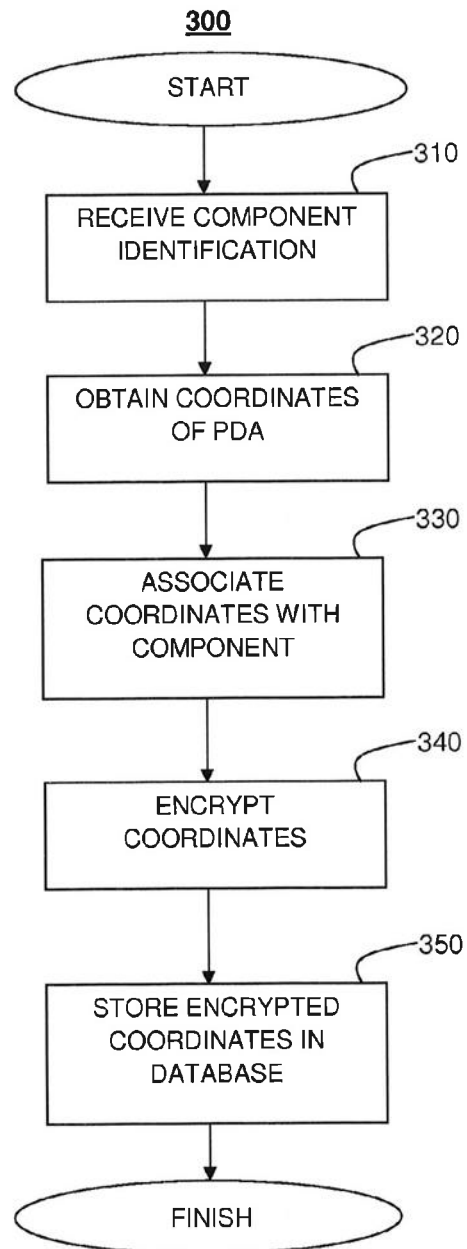 300
START
310
RECEIVE COMPONENT
IDENTIFICATION
320
OBTAIN COORDINATES
OF PDA
330
ASSOCIATE
COORDINATES WITH
COMPONENT
340
ENCRYPT
COORDINATES
350
STORE ENCRYPTED
COORDINATES IN
DATABASE
FINISH